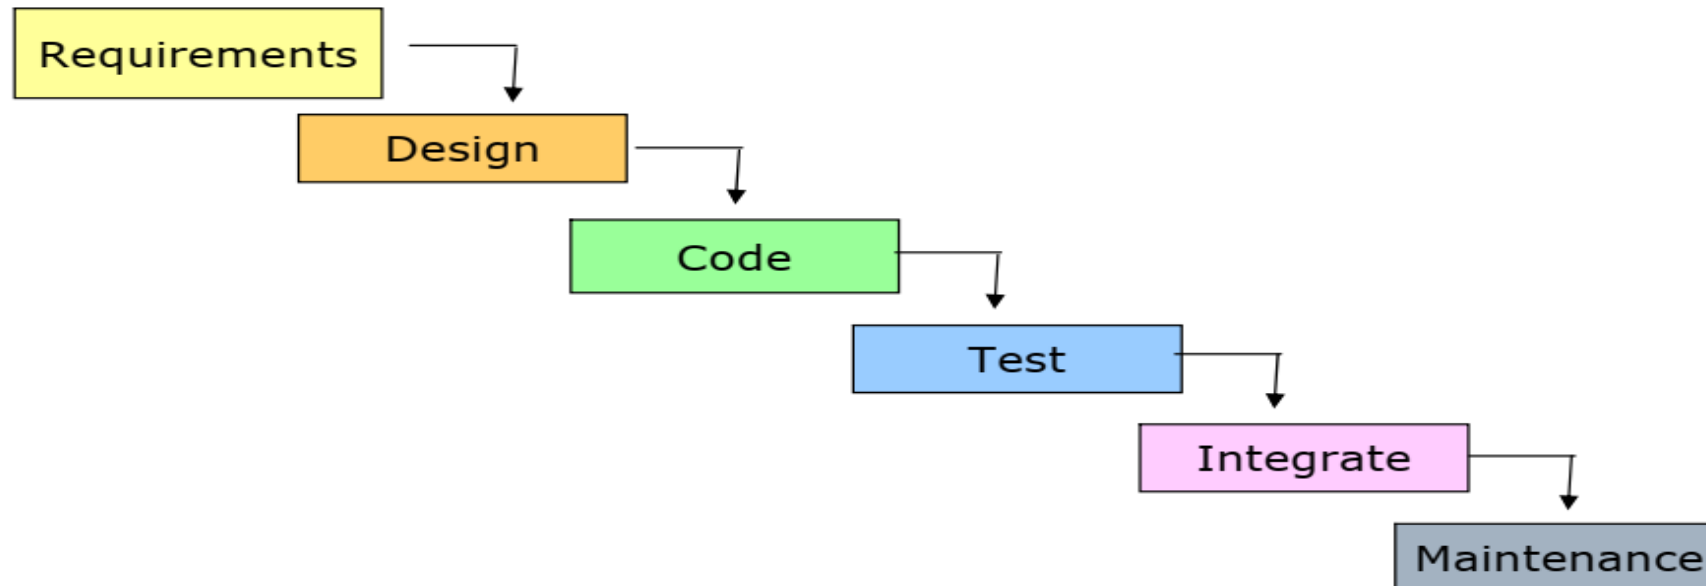 Requirements
Design
Code
Test
Integrate
Maintenance